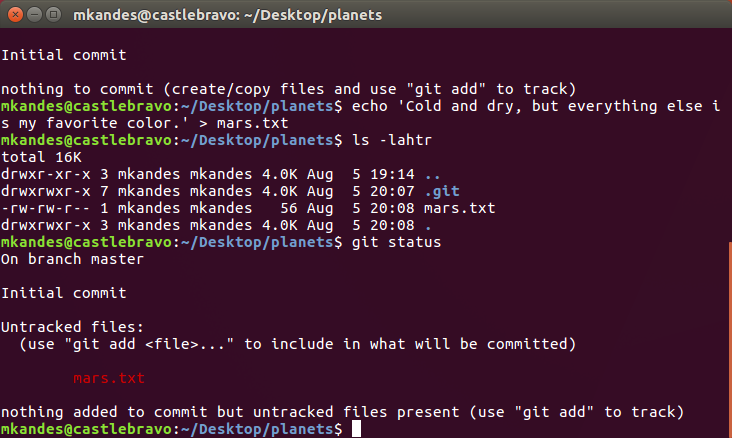 mkandes@castlebravo: ~/Desktop/planets
Initial commit
nothing to commit (create/copy files and use "git add" to track)
mkandes@castlebravo:~/Desktop/planets$ echo 'Cold and dry, but everything else i
s my favorite color.' > mars.txt
mkandes@castlebravo:~/Desktop/planets$ ls -lahtr
total 16K
drwxr-xr-x 3 mkandes mkandes 4.0K Aug  5 19:14 ..
drwxrwxr-x 7 mkandes mkandes 4.0K Aug  5 20:07 .git
-rw-rw-r-- 1 mkandes mkandes   56 Aug  5 20:08 mars.txt
drwxrwxr-x 3 mkandes mkandes 4.0K Aug  5 20:08 .
mkandes@castlebravo:~/Desktop/planets$ git status
On branch master
Initial commit
Untracked files:
  (use "git add <file>..." to include in what will be committed)
        mars.txt
nothing added to commit but untracked files present (use "git add" to track)
mkandes@castlebravo:~/Desktop/planets$